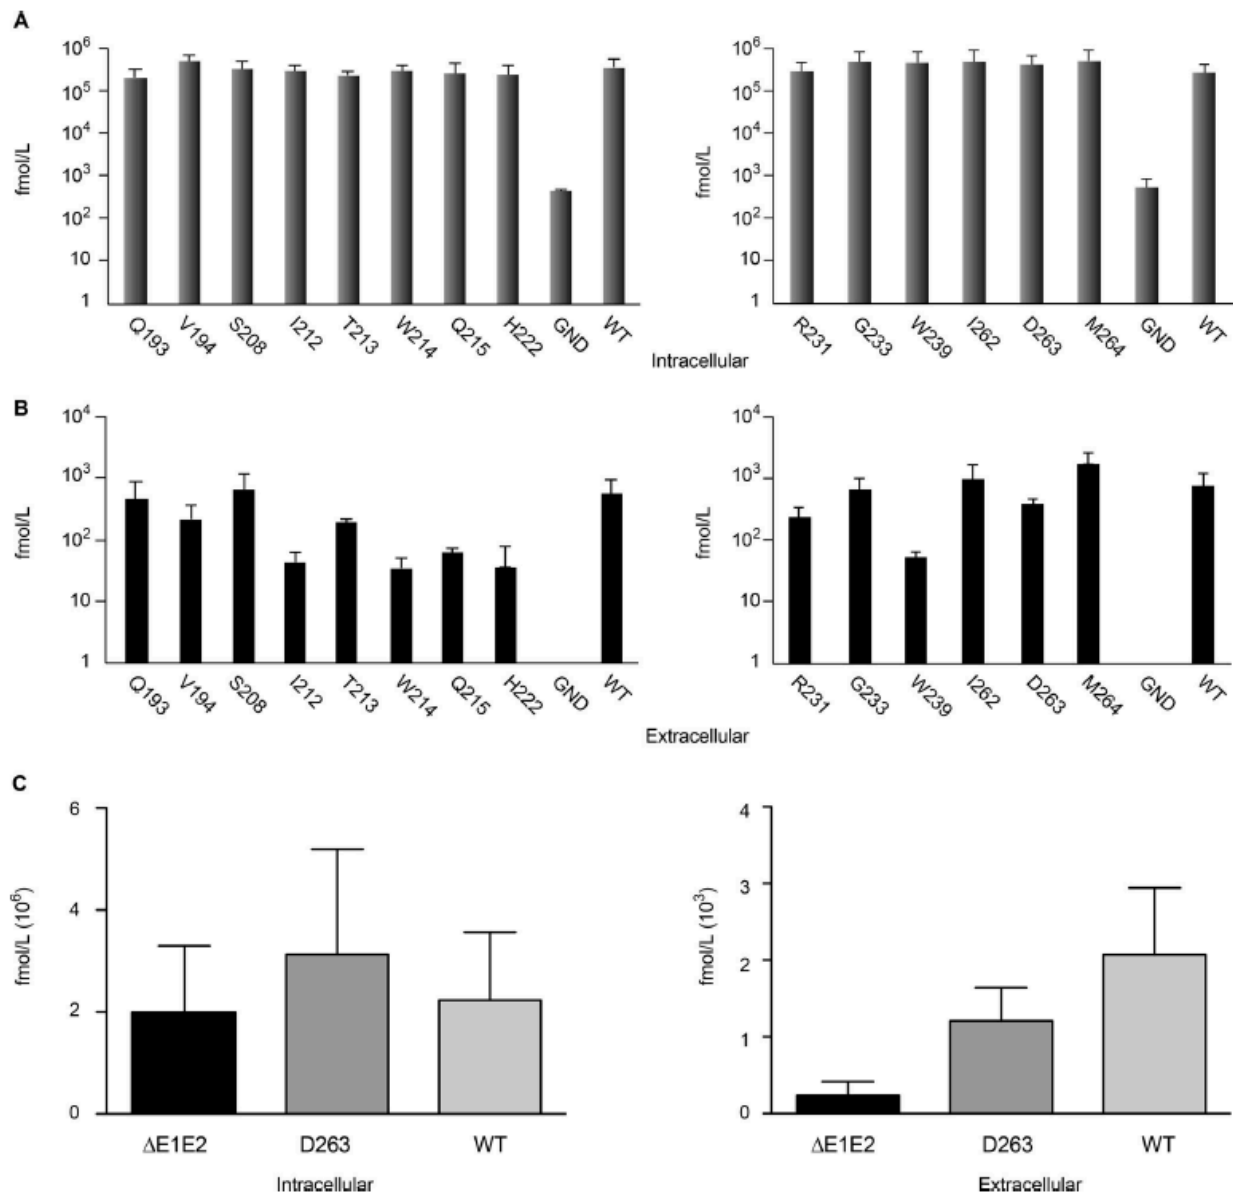 A
10⁶
10⁵
10⁴
10³
10²
10
1
fmol/L
Q193 V194 S208 I212 T213 W214 Q215 H222 GND WT
10⁶
10⁵
10⁴
10³
10²
10
1
fmol/L
R231 G233 W239 I262 D263 M264 GND WT
Intracellular
B
10⁴
10³
10²
10
1
fmol/L
Q193 V194 S208 I212 T213 W214 Q215 H222 GND WT
10⁴
10³
10²
10
1
fmol/L
R231 G233 W239 I262 D263 M264 GND WT
Extracellular
C
6
4
2
0
fmol/L (10⁶)
ΔE1E2 D263 WT
Intracellular
4
3
2
1
0
fmol/L (10³)
ΔE1E2 D263 WT
Extracellular